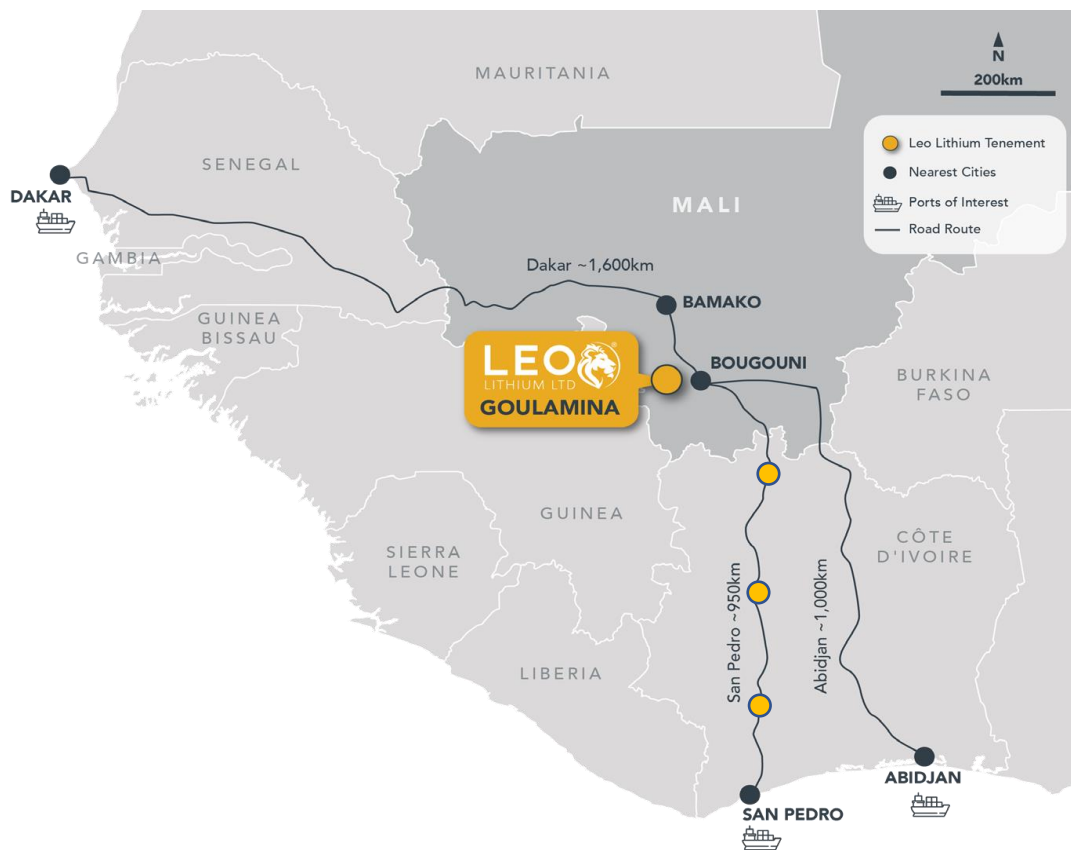 MAURITANIA
N
200km
Leo Lithium Tenement
Nearest Cities
Ports of Interest
Road Route
SENEGAL
DAKAR
MALI
GAMBIA
Dakar ~1,600km
BAMAKO
GUINEA
BISSAU
LEO
LITHIUM LTD
GOULAMINA
BOUGOUNI
BURKINA
FASO
GUINEA
SIERRA
LEONE
CÔTE
D'IVOIRE
San Pedro ~950km
Abidjan ~1,000km
LIBERIA
ABIDJAN
SAN PEDRO